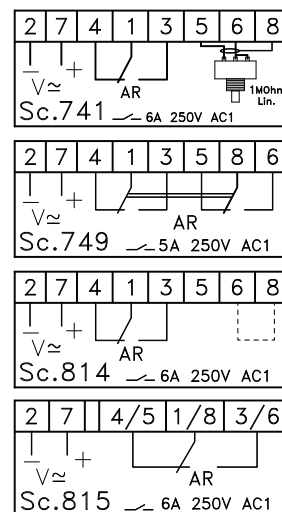 2 7 4 1 3 5 6 8
V≃ AR 1MOhm
Lin.
Sc.741 6A 250V AC1
2 7 4 1 3 5 8 6
V≃ AR
Sc.749 5A 250V AC1
2 7 4 1 3 5 6 8
V≃ AR
Sc.814 6A 250V AC1
2 7 4/5 1/8 3/6
V≃ AR
Sc.815 6A 250V AC1